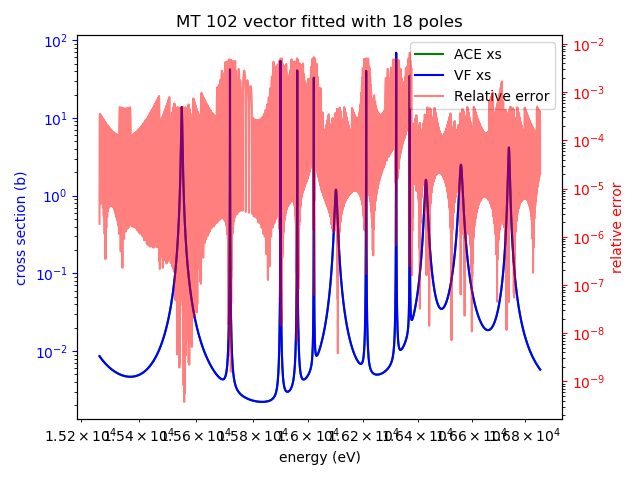 MT 102 vector fitted with 18 poles
ACE xs
VF xs
Relative error
cross section (b)
10²
10¹
10⁰
10⁻¹
10⁻²
relative error
10⁻²
10⁻³
10⁻⁴
10⁻⁵
10⁻⁶
10⁻⁷
10⁻⁸
10⁻⁹
1.52 × 10⁴ 1.54 × 10⁴ 1.56 × 10⁴ 1.58 × 10⁴ 1.6 × 10⁴ 1.62 × 10⁴ 1.64 × 10⁴ 1.66 × 10⁴ 1.68 × 10⁴
energy (eV)